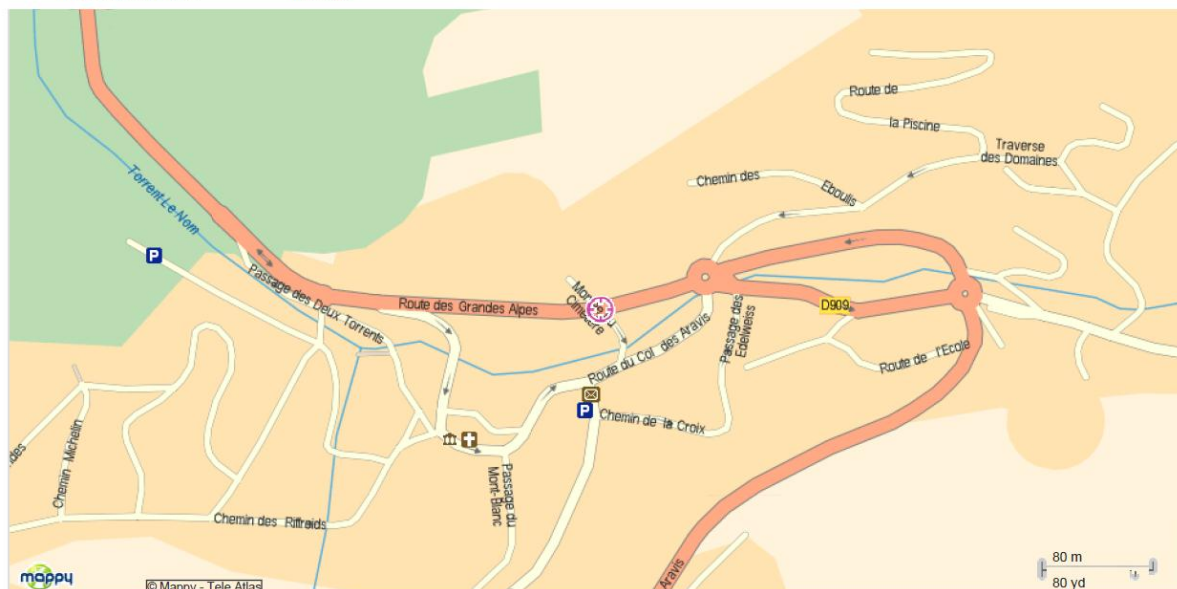 Route de
la Piscine
Traverse
des Domaines
Chemin des
Eboulis
Torrent Le Nom
P
Passage des Deux Torrents
Route des Grandes Alpes
Cimetière
D909
Route du Col des Aravis
Passage des
Edelweiss
Route de l'Ecole
P
Chemin de la Croix
Chemin Michelin
Passage du
Mont-Blanc
Chemin des Riffroids
Aravis
mappy
© Mappy - Tele Atlas
80 m
80 yd